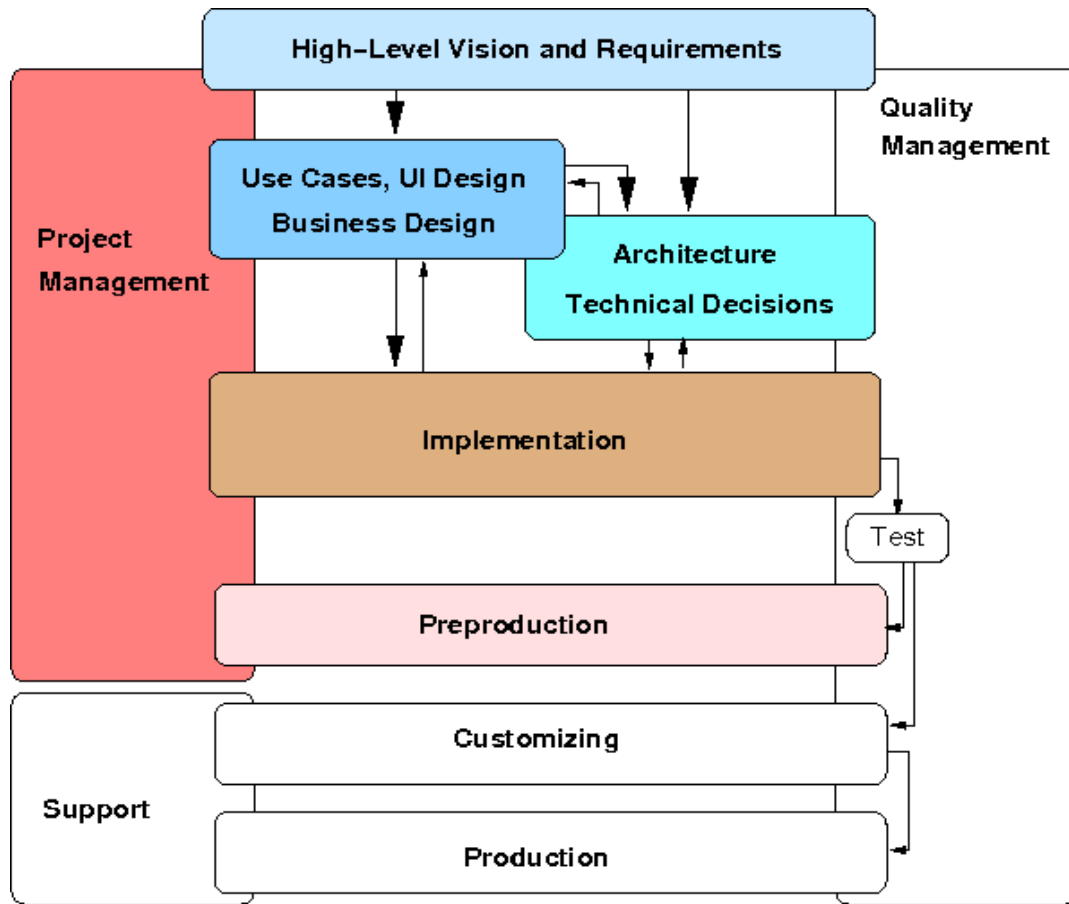 High-Level Vision and Requirements
Quality
Management
Use Cases, UI Design
Business Design
Project
Management
Architecture
Technical Decisions
Implementation
Test
Preproduction
Customizing
Support
Production